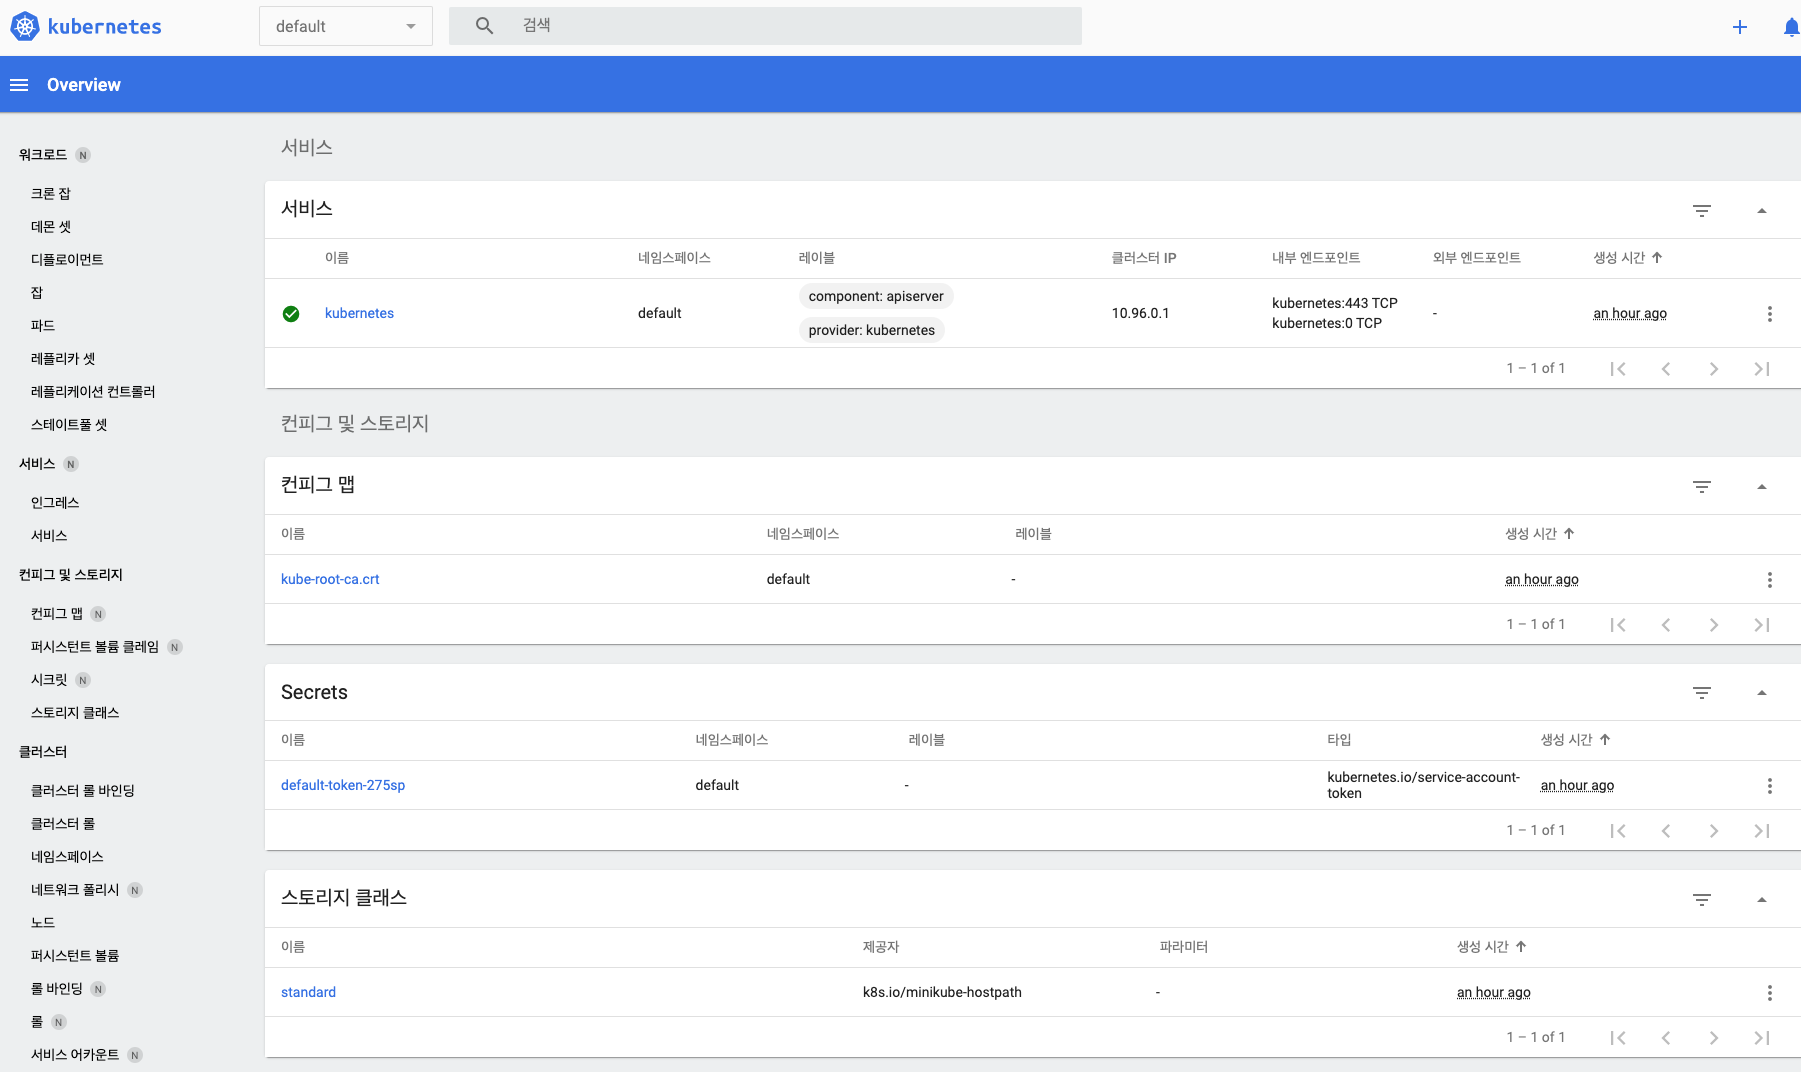 kubernetes
default
검색
Overview
워크로드 N
크론 잡
데몬 셋
디플로이먼트
잡
파드
레플리카 셋
레플리케이션 컨트롤러
스테이트풀 셋
서비스 N
인그레스
서비스
컨피그 및 스토리지
컨피그 맵 N
퍼시스턴트 볼륨 클레임 N
시크릿 N
스토리지 클래스
클러스터
클러스터 롤 바인딩
클러스터 롤
네임스페이스
네트워크 폴리시 N
노드
퍼시스턴트 볼륨
롤 바인딩 N
롤 N
서비스 어카운트 N
서비스
서비스
이름 네임스페이스 레이블 클러스터 IP 내부 엔드포인트 외부 엔드포인트 생성 시간
kubernetes default component: apiserver 10.96.0.1 kubernetes:443 TCP - an hour ago
provider: kubernetes kubernetes:0 TCP
1 – 1 of 1
컨피그 및 스토리지
컨피그 맵
이름 네임스페이스 레이블 생성 시간
kube-root-ca.crt default - an hour ago
1 – 1 of 1
Secrets
이름 네임스페이스 레이블 타입 생성 시간
default-token-275sp default - kubernetes.io/service-account- an hour ago
token
1 – 1 of 1
스토리지 클래스
이름 제공자 파라미터 생성 시간
standard k8s.io/minikube-hostpath - an hour ago
1 – 1 of 1